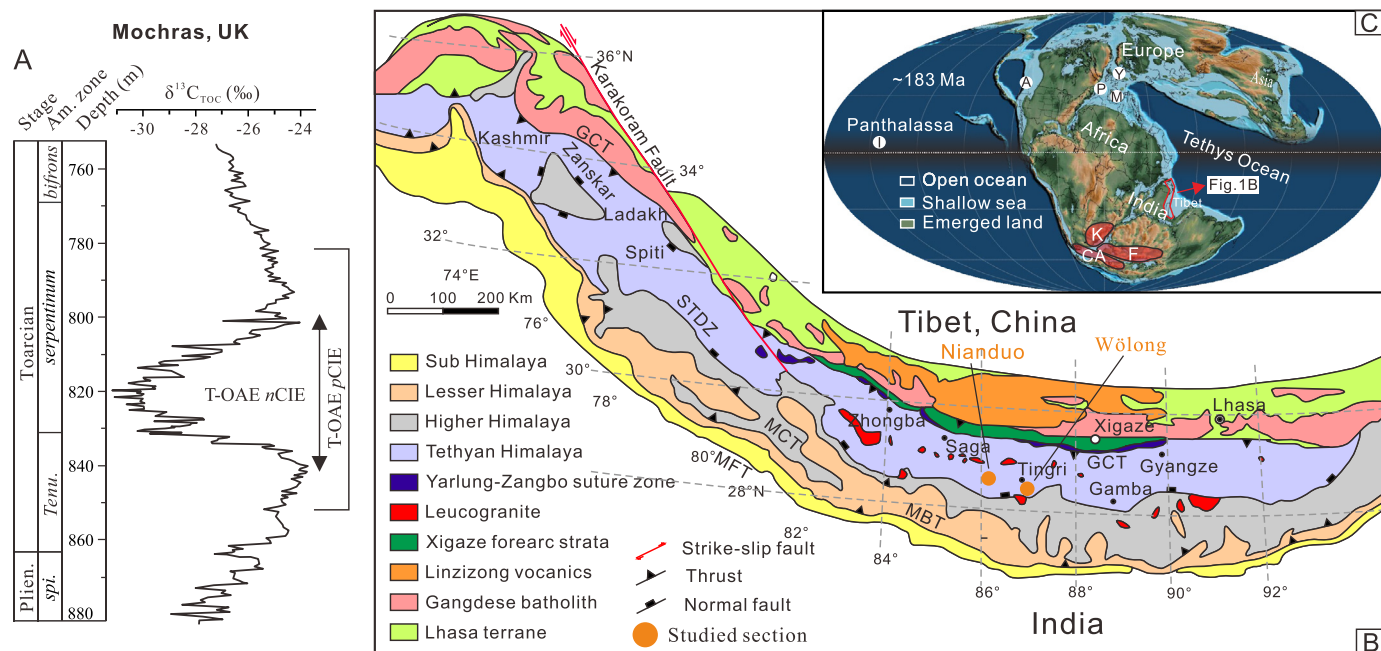 Mochras, UK
A
δ13CTOC (‰)
Stage
Am. zone
Depth (m)
-30
-28
-26
-24
Toarcian
Plien.
bifrons
serpentinum
Tenu.
spi.
760
780
800
820
840
860
880
T-OAE nCIE
T-OAE pCIE
36°N
Karakoram Fault
GCT
34°
Kashmir
Zanskar
Ladakh
Spiti
32°
74°E
0 100 200 Km
76°
STDZ
30°
78°
MCT
80°
MFT
28°N
82°
MBT
84°
86°
88°
90°
92°
Tibet, China
Nianduo
Wölong
Lhasa
Zhongba
Xigaze
Saga
GCT
Gyangze
Tingri
Gamba
India
B
Sub Himalaya
Lesser Himalaya
Higher Himalaya
Tethyan Himalaya
Yarlung-Zangbo suture zone
Leucogranite
Xigaze forearc strata
Linzizong vocanics
Gangdese batholith
Lhasa terrane
Strike-slip fault
Thrust
Normal fault
Studied section
C
~183 Ma
Europe
Asia
A
Y
P
M
Panthalassa
I
Africa
Tethys Ocean
Fig.1B
Tibet
India
Open ocean
Shallow sea
Emerged land
K
CA
F